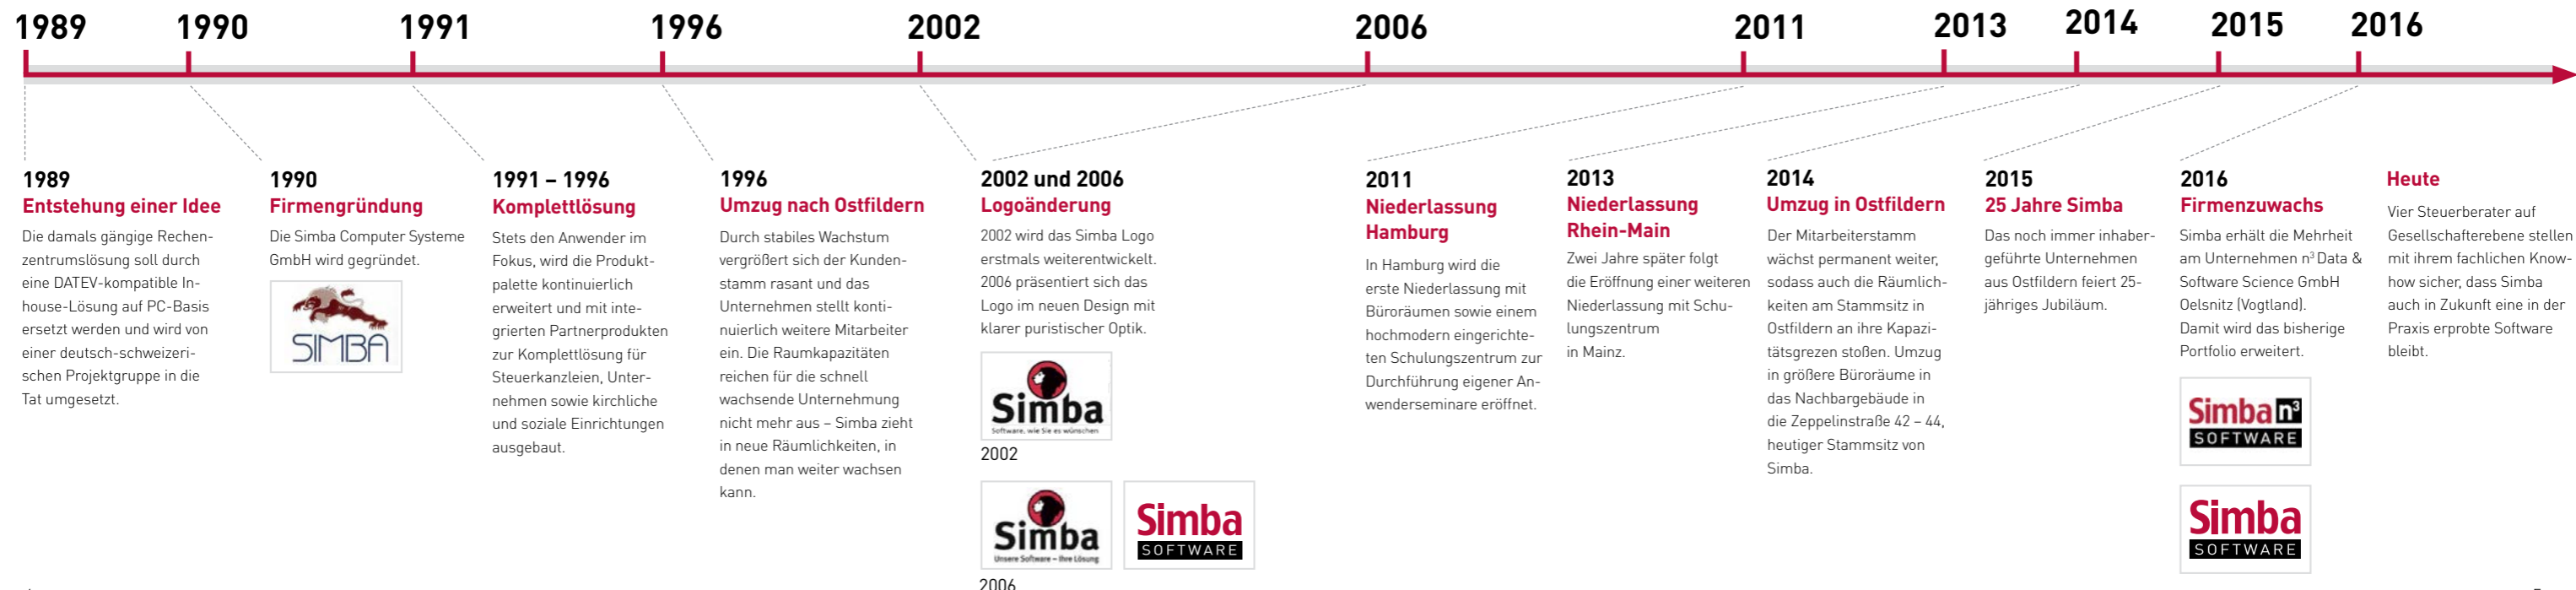 1989
1990
1991
1996
2002
2006
2011
2013
2014
2015
2016
1989
Entstehung einer Idee
Die damals gängige Rechen-
zentrumslösung soll durch
eine DATEV-kompatible In-
house-Lösung auf PC-Basis
ersetzt werden und wird von
einer deutsch-schweizeri-
schen Projektgruppe in die
Tat umgesetzt.
1990
Firmengründung
Die Simba Computer Systeme
GmbH wird gegründet.
SIMBA
1991 – 1996
Komplettlösung
Stets den Anwender im
Fokus, wird die Produkt-
palette kontinuierlich
erweitert und mit inte-
grierten Partnerprodukten
zur Komplettlösung für
Steuerkanzleien, Unter-
nehmen sowie kirchliche
und soziale Einrichtungen
ausgebaut.
1996
Umzug nach Ostfildern
Durch stabiles Wachstum
vergrößert sich der Kunden-
stamm rasant und das
Unternehmen stellt konti-
nuierlich weitere Mitarbeiter
ein. Die Raumkapazitäten
reichen für die schnell
wachsende Unternehmung
nicht mehr aus – Simba zieht
in neue Räumlichkeiten, in
denen man weiter wachsen
kann.
2002 und 2006
Logoänderung
2002 wird das Simba Logo
erstmals weiterentwickelt.
2006 präsentiert sich das
Logo im neuen Design mit
klarer puristischer Optik.
Simba
Software, wie Sie es wünschen
2002
Simba
Unsere Software – Ihre Lösung
Simba
SOFTWARE
2006
2011
Niederlassung
Hamburg
In Hamburg wird die
erste Niederlassung mit
Büroräumen sowie einem
hochmodern eingerichte-
ten Schulungszentrum zur
Durchführung eigener An-
wenderseminare eröffnet.
2013
Niederlassung
Rhein-Main
Zwei Jahre später folgt
die Eröffnung einer weiteren
Niederlassung mit Schu-
lungszentrum
in Mainz.
2014
Umzug in Ostfildern
Der Mitarbeiterstamm
wächst permanent weiter,
sodass auch die Räumlich-
keiten am Stammsitz in
Ostfildern an ihre Kapazi-
tätsgrezen stoßen. Umzug
in größere Büroräume in
das Nachbargebäude in
die Zeppelinstraße 42 – 44,
heutiger Stammsitz von
Simba.
2015
25 Jahre Simba
Das noch immer inhaber-
geführte Unternehmen
aus Ostfildern feiert 25-
jähriges Jubiläum.
2016
Firmenzuwachs
Simba erhält die Mehrheit
am Unternehmen n³ Data &
Software Science GmbH
Oelsnitz (Vogtland).
Damit wird das bisherige
Portfolio erweitert.
Simba n³
SOFTWARE
Simba
SOFTWARE
Heute
Vier Steuerberater auf
Gesellschafterebene stellen
mit ihrem fachlichen Know-
how sicher, dass Simba
auch in Zukunft eine in der
Praxis erprobte Software
bleibt.